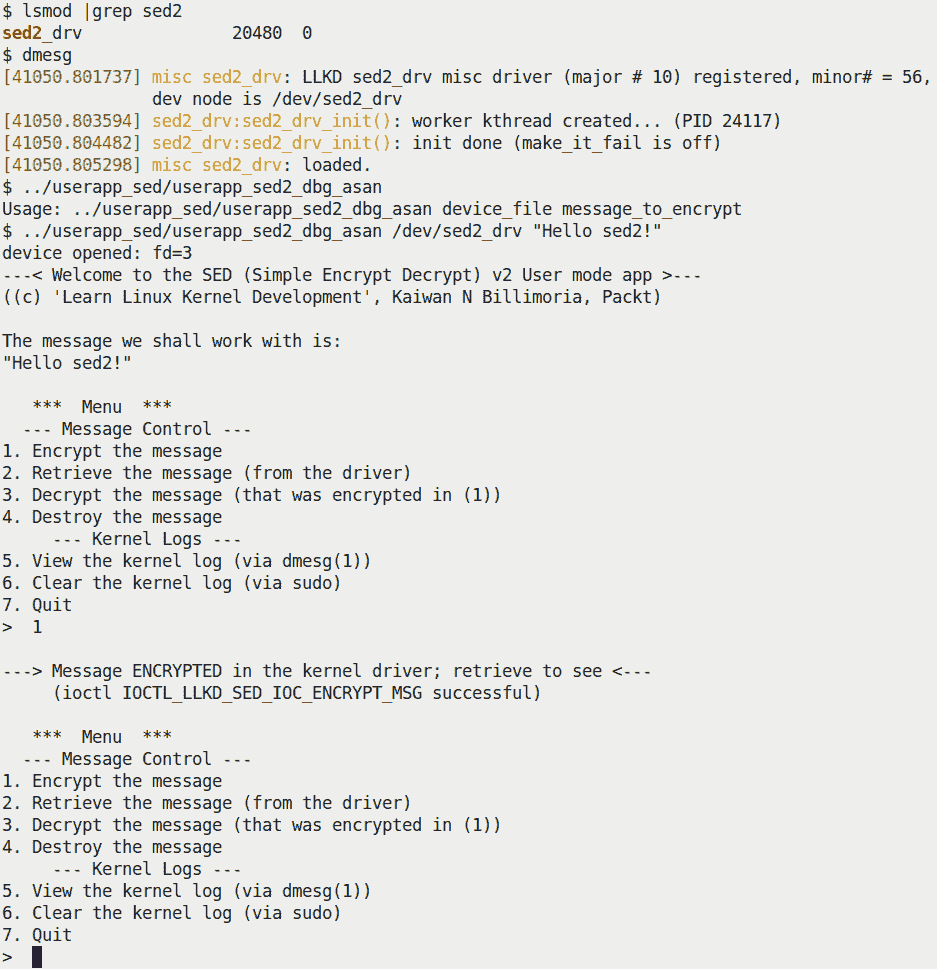 $ lsmod |grep sed2
sed2_drv               20480  0
$ dmesg
[41050.801737] misc sed2_drv: LLKD sed2_drv misc driver (major # 10) registered, minor# = 56,
               dev node is /dev/sed2_drv
[41050.803594] sed2_drv:sed2_drv_init(): worker kthread created... (PID 24117)
[41050.804482] sed2_drv:sed2_drv_init(): init done (make_it_fail is off)
[41050.805298] misc sed2_drv: loaded.
$ ../userapp_sed/userapp_sed2_dbg_asan
Usage: ../userapp_sed/userapp_sed2_dbg_asan device_file message_to_encrypt
$ ../userapp_sed/userapp_sed2_dbg_asan /dev/sed2_drv "Hello sed2!"
device opened: fd=3
---< Welcome to the SED (Simple Encrypt Decrypt) v2 User mode app >---
((c) 'Learn Linux Kernel Development', Kaiwan N Billimoria, Packt)

The message we shall work with is:
"Hello sed2!"

   ***  Menu  ***
  --- Message Control ---
1. Encrypt the message
2. Retrieve the message (from the driver)
3. Decrypt the message (that was encrypted in (1))
4. Destroy the message
     --- Kernel Logs ---
5. View the kernel log (via dmesg(1))
6. Clear the kernel log (via sudo)
7. Quit
>  1

---> Message ENCRYPTED in the kernel driver; retrieve to see <---
     (ioctl IOCTL_LLKD_SED_IOC_ENCRYPT_MSG successful)

   ***  Menu  ***
  --- Message Control ---
1. Encrypt the message
2. Retrieve the message (from the driver)
3. Decrypt the message (that was encrypted in (1))
4. Destroy the message
     --- Kernel Logs ---
5. View the kernel log (via dmesg(1))
6. Clear the kernel log (via sudo)
7. Quit
>